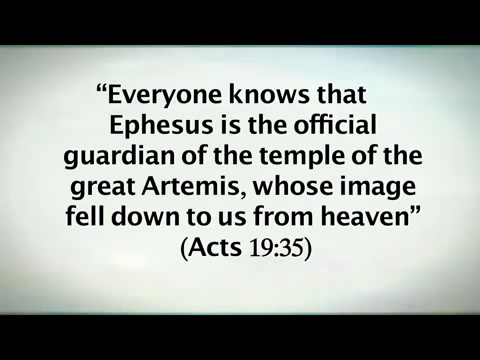 “Everyone knows that
Ephesus is the official
guardian of the temple of the
great Artemis, whose image
fell down to us from heaven”
(Acts 19:35)